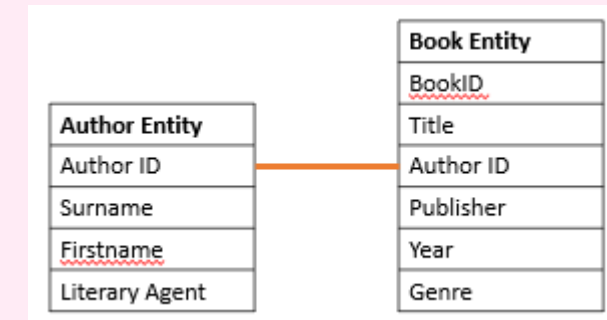 Author Entity
Author ID
Surname
Firstname
Literary Agent
Book Entity
BookID
Title
Author ID
Publisher
Year
Genre